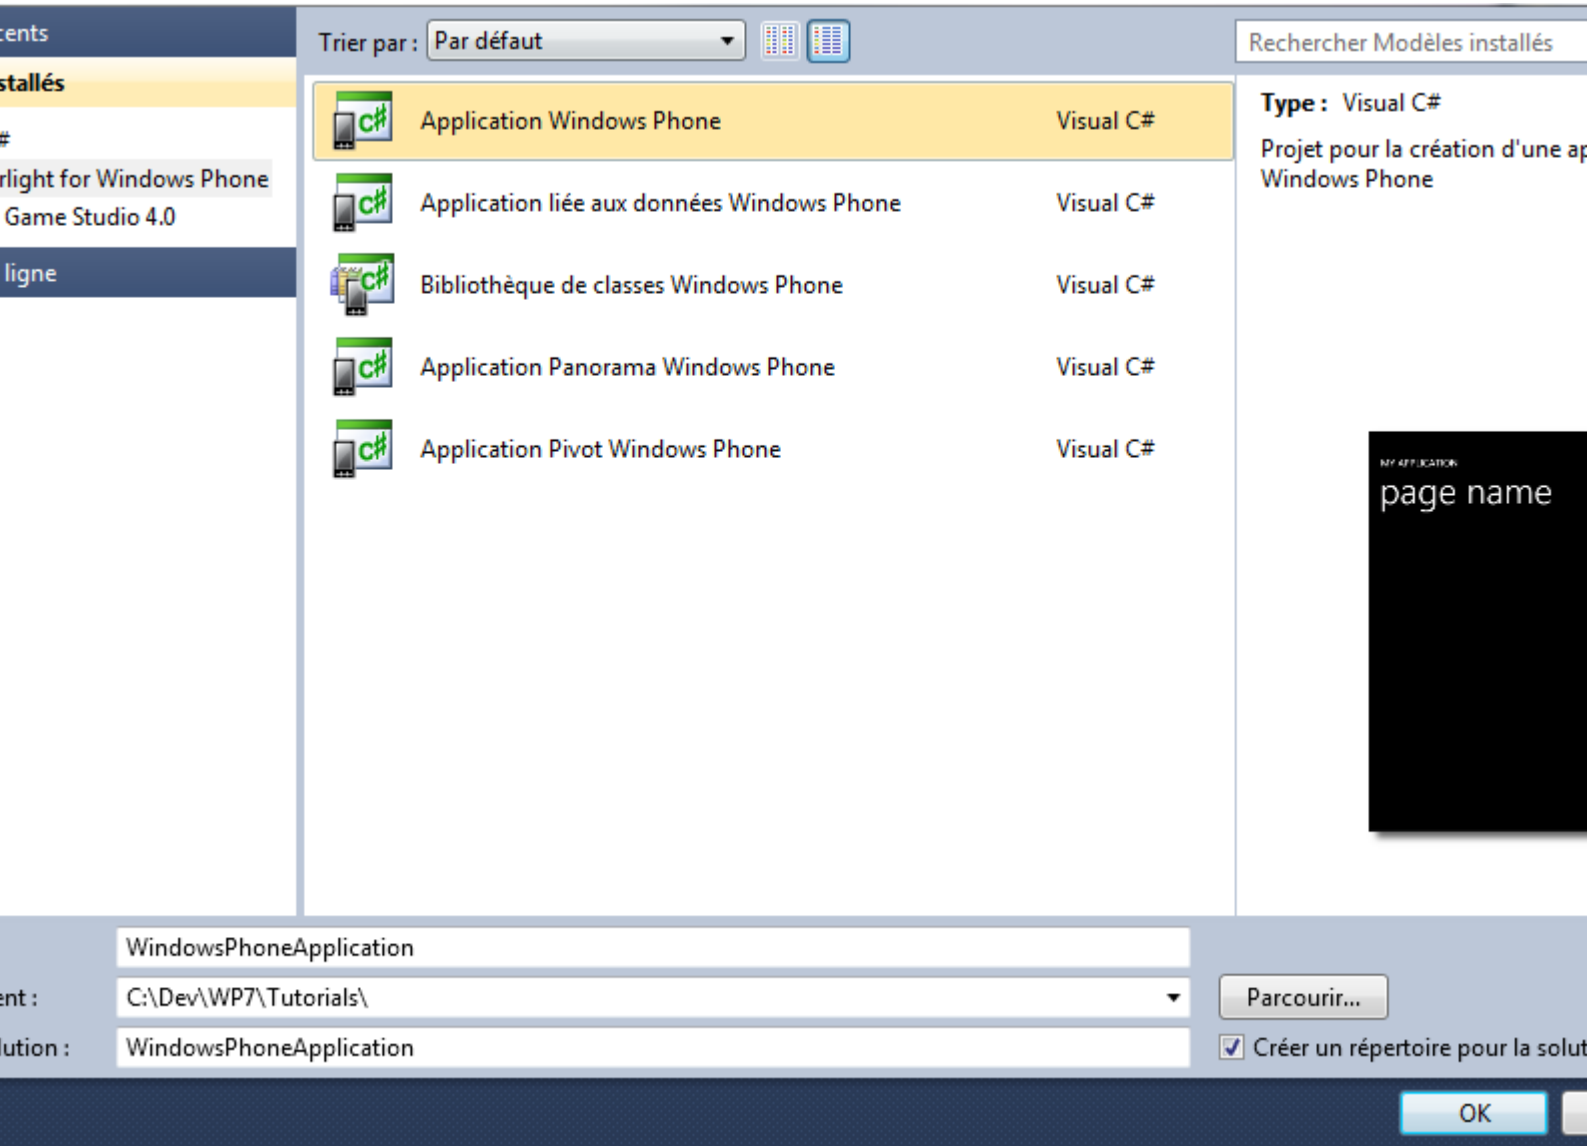 cents
Trier par : Par défaut
Rechercher Modèles installés
stallés
#
rlight for Windows Phone
Game Studio 4.0
ligne
Application Windows Phone Visual C#
Application liée aux données Windows Phone Visual C#
Bibliothèque de classes Windows Phone Visual C#
Application Panorama Windows Phone Visual C#
Application Pivot Windows Phone Visual C#
Type : Visual C#
Projet pour la création d'une ap
Windows Phone
MY APPLICATION
page name
WindowsPhoneApplication
ent : C:\Dev\WP7\Tutorials\ Parcourir...
lution : WindowsPhoneApplication
Créer un répertoire pour la solut
OK